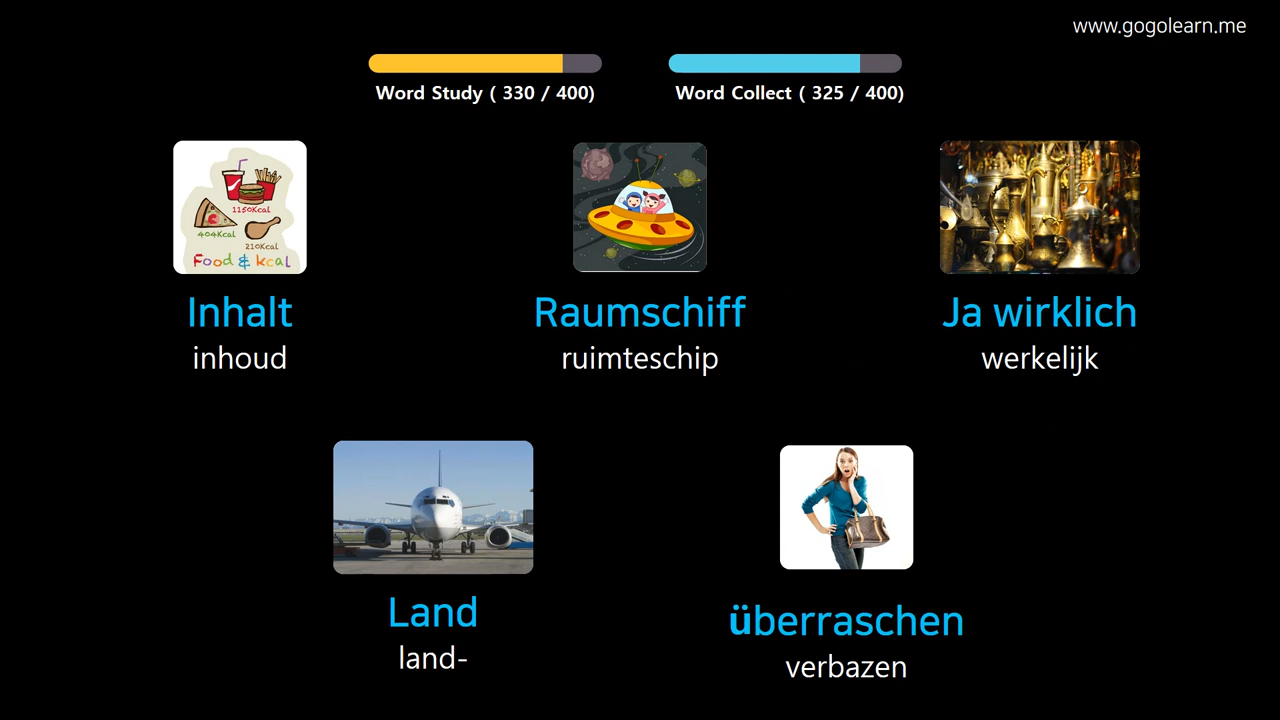 www.gogolearn.me
Word Study ( 330 / 400)
Word Collect ( 325 / 400)
1150Kcal
404Kcal
210Kcal
Food & kcal
Inhalt
inhoud
Raumschiff
ruimteschip
Ja wirklich
werkelijk
Land
land-
überraschen
verbazen